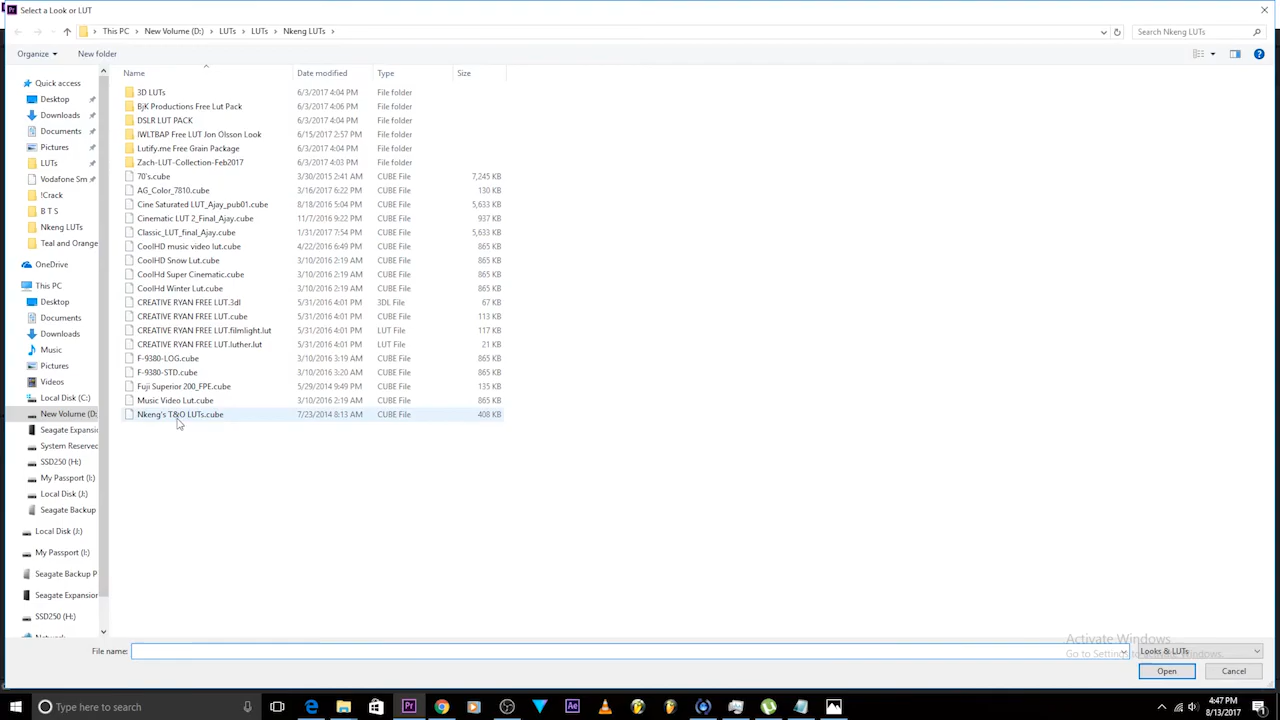 Select a Look or LUT
This PC > New Volume (D:) > LUTs > LUTs > Nkeng LUTs >
Search Nkeng LUTs
Organize
New folder
Name
Date modified
Type
Size
Quick access
Desktop
Downloads
Documents
Pictures
LUTs
Vodafone Sm
!Crack
B T S
Nkeng LUTs
Teal and Orange
OneDrive
This PC
Desktop
Documents
Downloads
Music
Pictures
Videos
Local Disk (C:)
New Volume (D:
Seagate Expansi
System Reserved
SSD250 (H:)
My Passport (I:)
Local Disk (J:)
Seagate Backup
Local Disk (J:)
My Passport (I:)
Seagate Backup P
Seagate Expansion
SSD250 (H:)
Network
3D LUTs 6/3/2017 4:04 PM File folder
BjK Productions Free Lut Pack 6/3/2017 4:06 PM File folder
DSLR LUT PACK 6/3/2017 4:04 PM File folder
IWLTBAP Free LUT Jon Olsson Look 6/15/2017 2:57 PM File folder
Lutify.me Free Grain Package 6/3/2017 4:04 PM File folder
Zach-LUT-Collection-Feb2017 6/3/2017 4:03 PM File folder
70's.cube 3/30/2015 2:41 AM CUBE File 7,245 KB
AG_Color_7810.cube 3/16/2017 6:22 PM CUBE File 130 KB
Cine Saturated LUT_Ajay_pub01.cube 8/18/2016 5:04 PM CUBE File 5,633 KB
Cinematic LUT 2_Final_Ajay.cube 11/7/2016 9:22 PM CUBE File 937 KB
Classic_LUT_final_Ajay.cube 1/31/2017 7:54 PM CUBE File 5,633 KB
CoolHD music video lut.cube 4/22/2016 6:49 PM CUBE File 865 KB
CoolHD Snow Lut.cube 3/10/2016 2:19 AM CUBE File 865 KB
CoolHd Super Cinematic.cube 3/10/2016 2:19 AM CUBE File 865 KB
CoolHd Winter Lut.cube 3/10/2016 2:19 AM CUBE File 865 KB
CREATIVE RYAN FREE LUT.3dl 5/31/2016 4:01 PM 3DL File 67 KB
CREATIVE RYAN FREE LUT.cube 5/31/2016 4:01 PM CUBE File 113 KB
CREATIVE RYAN FREE LUT.filmlight.lut 5/31/2016 4:01 PM LUT File 117 KB
CREATIVE RYAN FREE LUT.luther.lut 5/31/2016 4:01 PM LUT File 21 KB
F-9380-LOG.cube 3/10/2016 3:19 AM CUBE File 865 KB
F-9380-STD.cube 3/10/2016 3:20 AM CUBE File 865 KB
Fuji Superior 200_FPE.cube 5/29/2014 9:49 PM CUBE File 135 KB
Music Video Lut.cube 3/10/2016 2:19 AM CUBE File 865 KB
Nkeng's T&O LUTs.cube 7/23/2014 8:13 AM CUBE File 408 KB
Activate Windows
Go to Settings to activate Windows.
File name:
Looks & LUTs
Open
Cancel
Type here to search
4:47 PM
8/13/2017